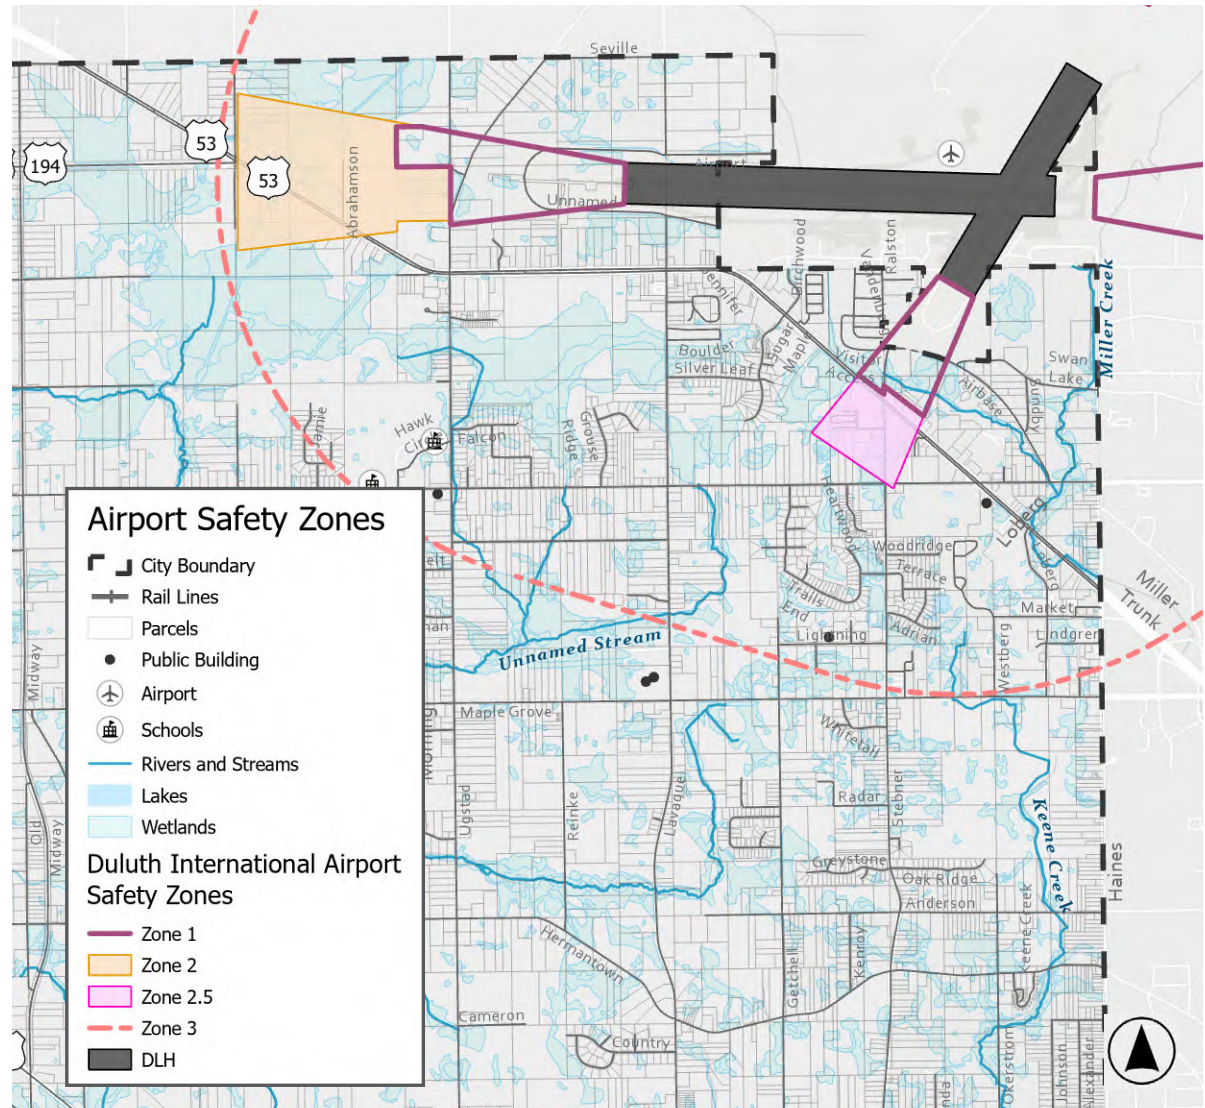 Seville
53
194
53
Abrahamson
Airport
Unnamed
Birchwood
Ralston
Jennifer
Miller Creek
Sugar Maple
Boulder
Silver Leaf
Visitor
Access
Swan
Lake
Airbase
Sundby
Jamie
Hawk
Falcon
Grouse
Ridge
Heartwood
Loberg
Loberg
Woodridge
Terrace
Trails
End
Market
Miller
Trunk
Lightning
Adrian
Lindgren
Westberg
Unnamed Stream
Midway
Maple Grove
Whitetail
Ugstad
Reinke
Lavaque
Radar
Stebner
Keene Creek
Old
Midway
Greystone
Oak Ridge
Anderson
Haines
Hermantown
Getchell
Kenroy
Keene Creek
Cameron
Country
Okerstrom
Johnson
Alexander
Airport Safety Zones
City Boundary
Rail Lines
Parcels
Public Building
Airport
Schools
Rivers and Streams
Lakes
Wetlands
Duluth International Airport
Safety Zones
Zone 1
Zone 2
Zone 2.5
Zone 3
DLH